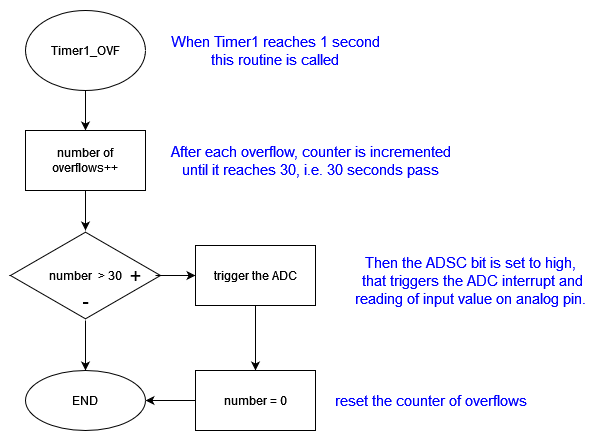 Timer1_OVF
When Timer1 reaches 1 second
this routine is called
number of
overflows++
After each overflow, counter is incremented
until it reaches 30, i.e. 30 seconds pass
number > 30 +
-
trigger the ADC
Then the ADSC bit is set to high,
that triggers the ADC interrupt and
reading of input value on analog pin.
END
number = 0
reset the counter of overflows